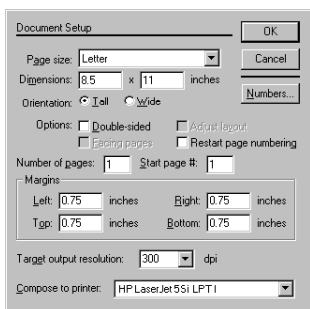 Document Setup
OK
Page size: Letter
Cancel
Dimensions: 8.5 x 11 inches
Numbers...
Orientation: Tall Wide
Options: Double-sided Adjust layout
Facing pages Restart page numbering
Number of pages: 1 Start page #: 1
Margins
Left: 0.75 inches Right: 0.75 inches
Top: 0.75 inches Bottom: 0.75 inches
Target output resolution: 300 dpi
Compose to printer: HP LaserJet 5Si LPT1